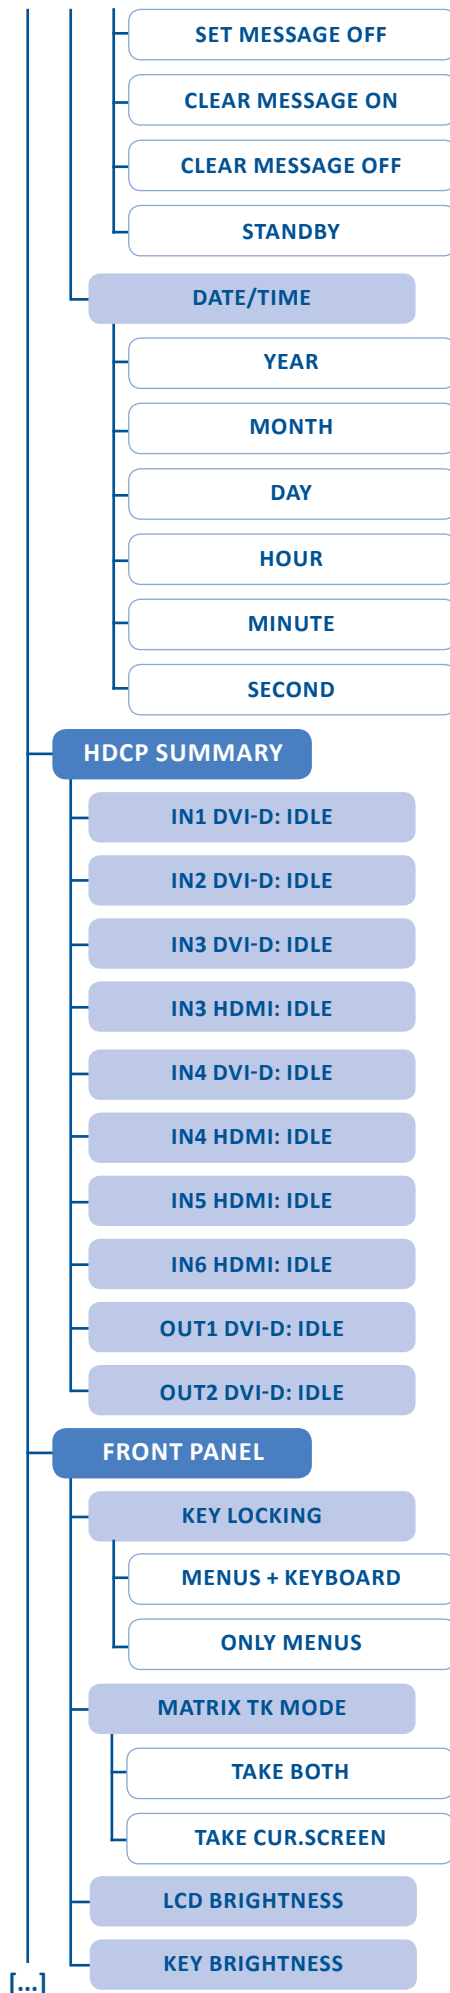 SET MESSAGE OFF
CLEAR MESSAGE ON
CLEAR MESSAGE OFF
STANDBY
DATE/TIME
YEAR
MONTH
DAY
HOUR
MINUTE
SECOND
HDCP SUMMARY
IN1 DVI-D: IDLE
IN2 DVI-D: IDLE
IN3 DVI-D: IDLE
IN3 HDMI: IDLE
IN4 DVI-D: IDLE
IN4 HDMI: IDLE
IN5 HDMI: IDLE
IN6 HDMI: IDLE
OUT1 DVI-D: IDLE
OUT2 DVI-D: IDLE
FRONT PANEL
KEY LOCKING
MENUS + KEYBOARD
ONLY MENUS
MATRIX TK MODE
TAKE BOTH
TAKE CUR.SCREEN
LCD BRIGHTNESS
KEY BRIGHTNESS
[...]